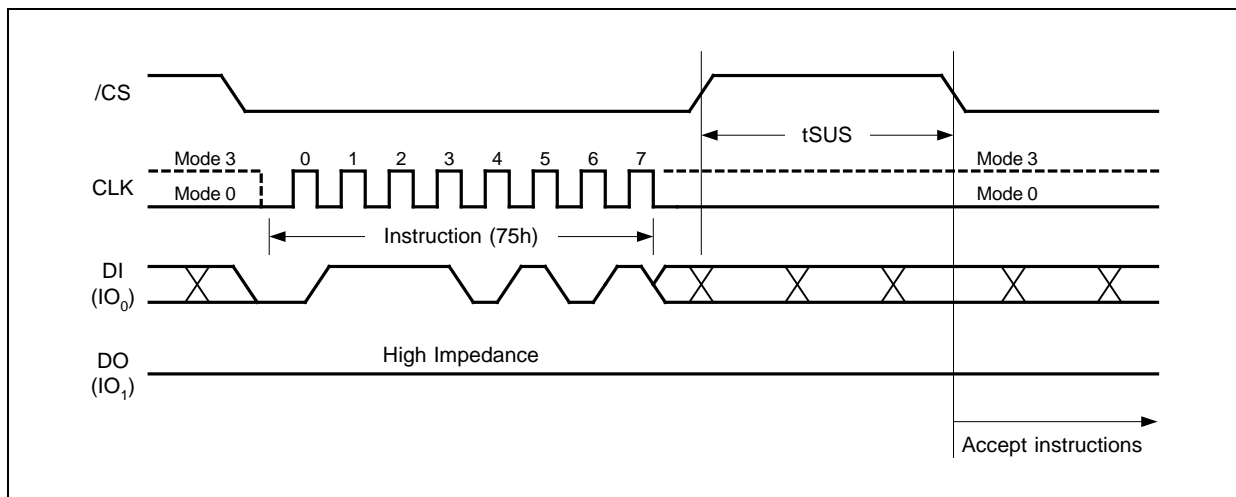 /CS
tSUS
Mode 3 0 1 2 3 4 5 6 7 Mode 3
CLK
Mode 0 Mode 0
Instruction (75h)
DI
(IO0)
High Impedance
DO
(IO1)
Accept instructions